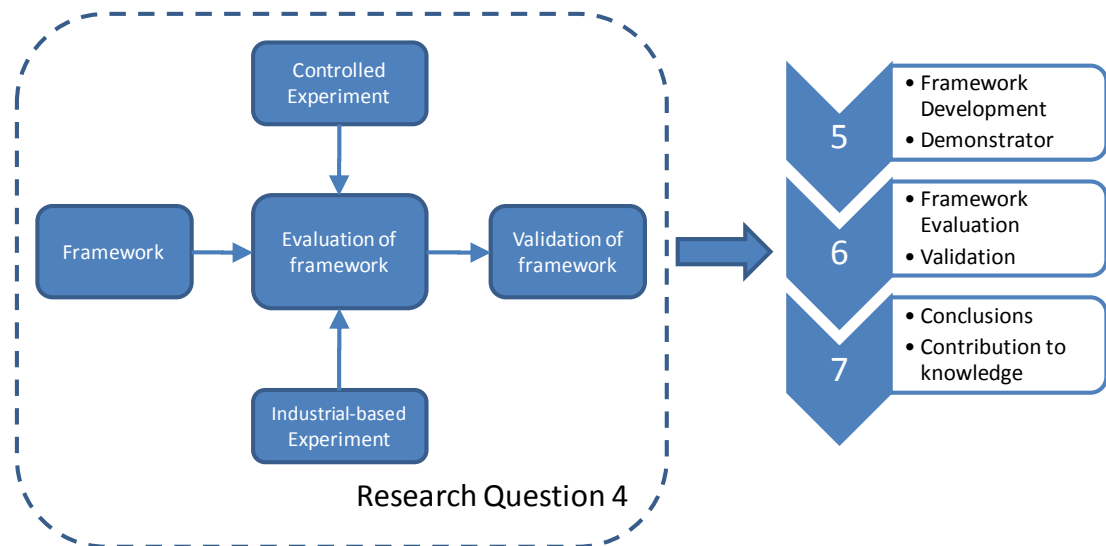 Controlled
Experiment
Framework
Evaluation of
framework
Validation of
framework
Industrial-based
Experiment
Research Question 4
5
• Framework
Development
• Demonstrator
6
• Framework
Evaluation
• Validation
7
• Conclusions
• Contribution to
knowledge